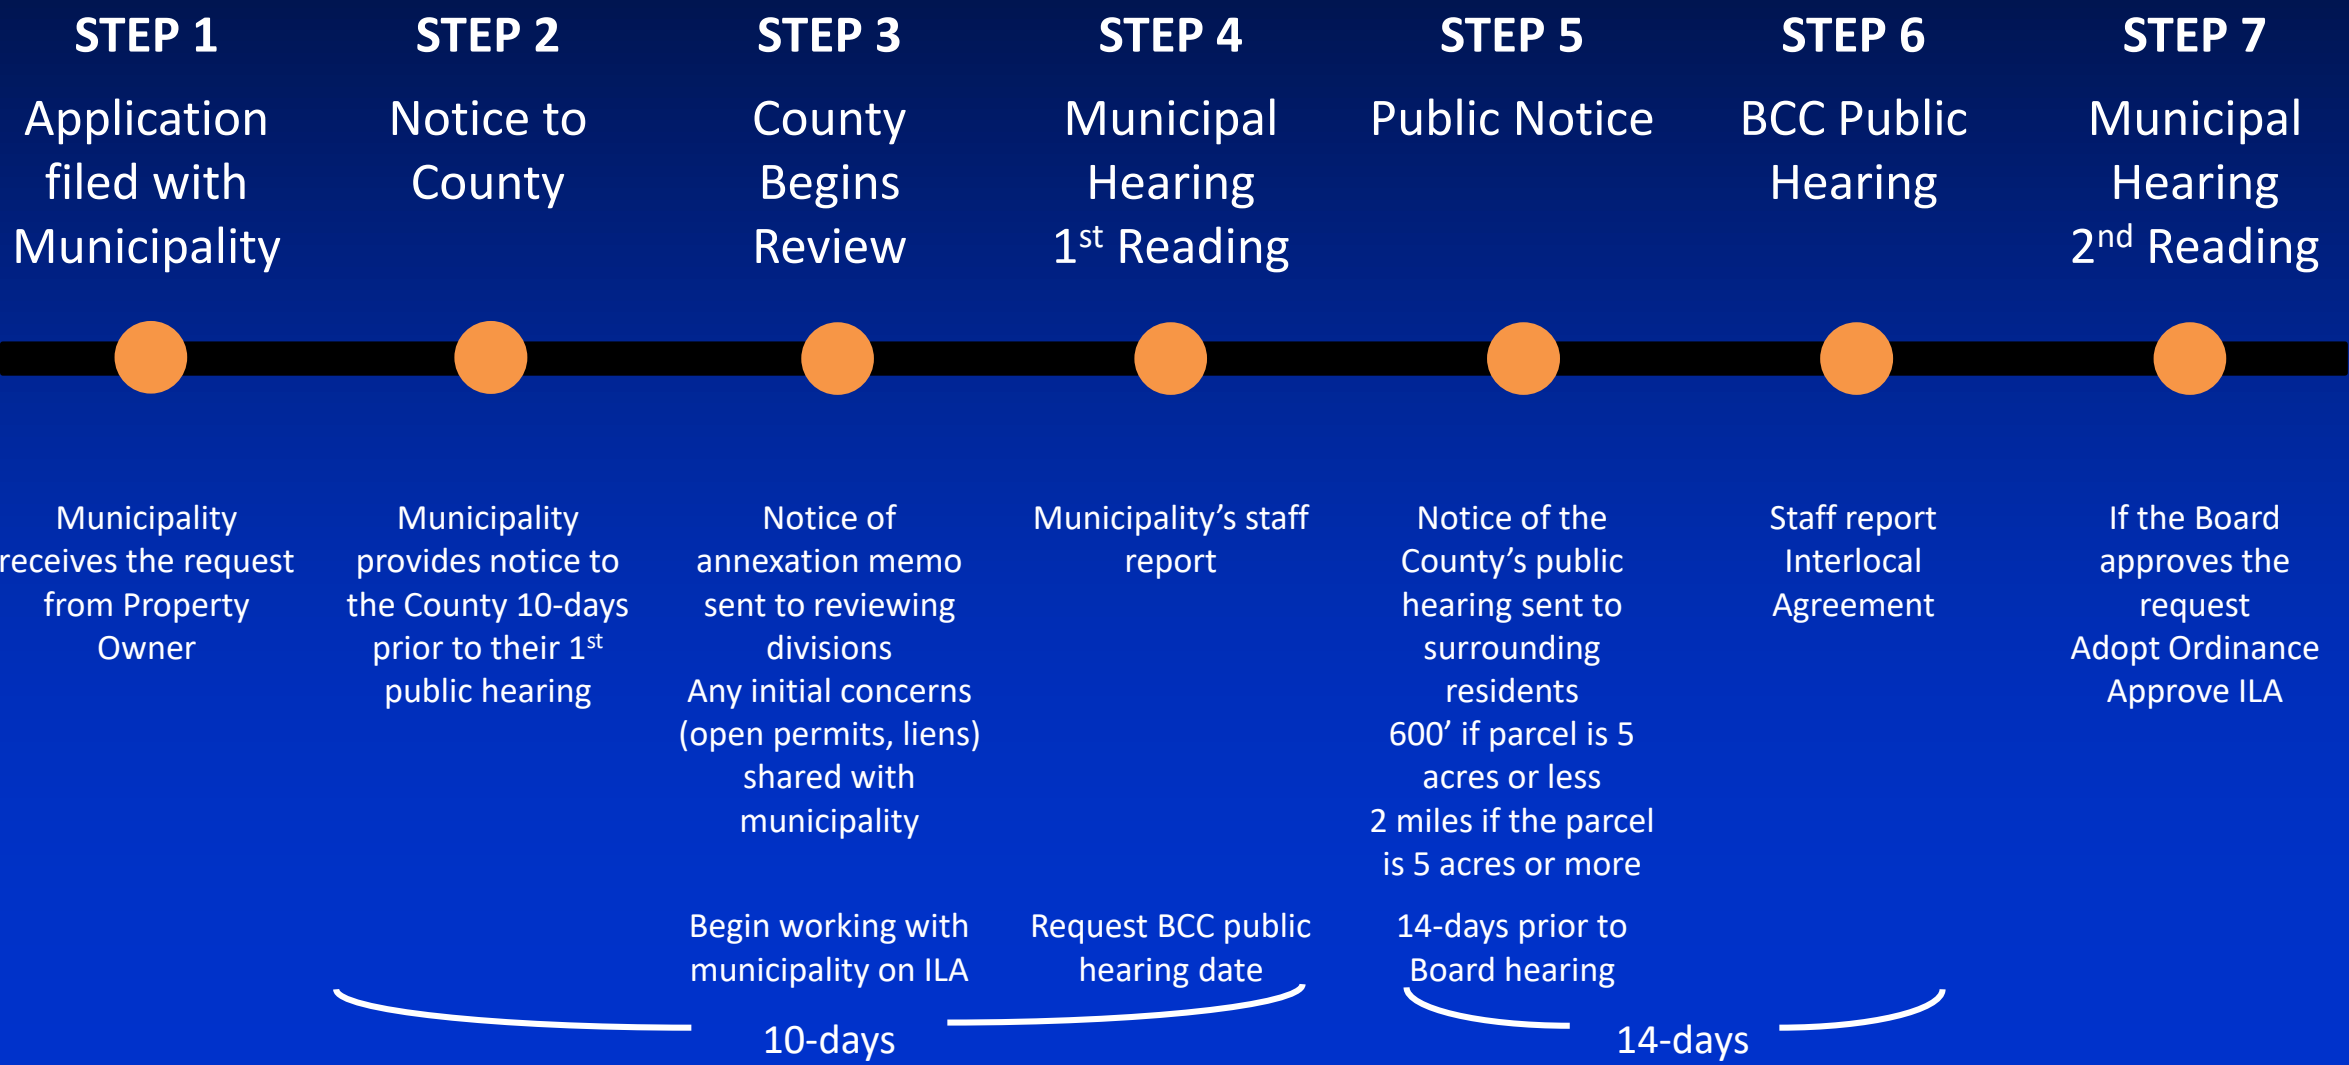 STEP 1
Application
filed with
Municipality
Municipality
receives the request
from Property
Owner
STEP 2
Notice to
County
Municipality
provides notice to
the County 10-days
prior to their 1st
public hearing
STEP 3
County
Begins
Review
Notice of
annexation memo
sent to reviewing
divisions
Any initial concerns
(open permits, liens)
shared with
municipality
Begin working with
municipality on ILA
STEP 4
Municipal
Hearing
1st Reading
Municipality’s staff
report
Request BCC public
hearing date
10-days
STEP 5
Public Notice
Notice of the
County’s public
hearing sent to
surrounding
residents
600’ if parcel is 5
acres or less
2 miles if the parcel
is 5 acres or more
14-days prior to
Board hearing
STEP 6
BCC Public
Hearing
Staff report
Interlocal
Agreement
14-days
STEP 7
Municipal
Hearing
2nd Reading
If the Board
approves the
request
Adopt Ordinance
Approve ILA